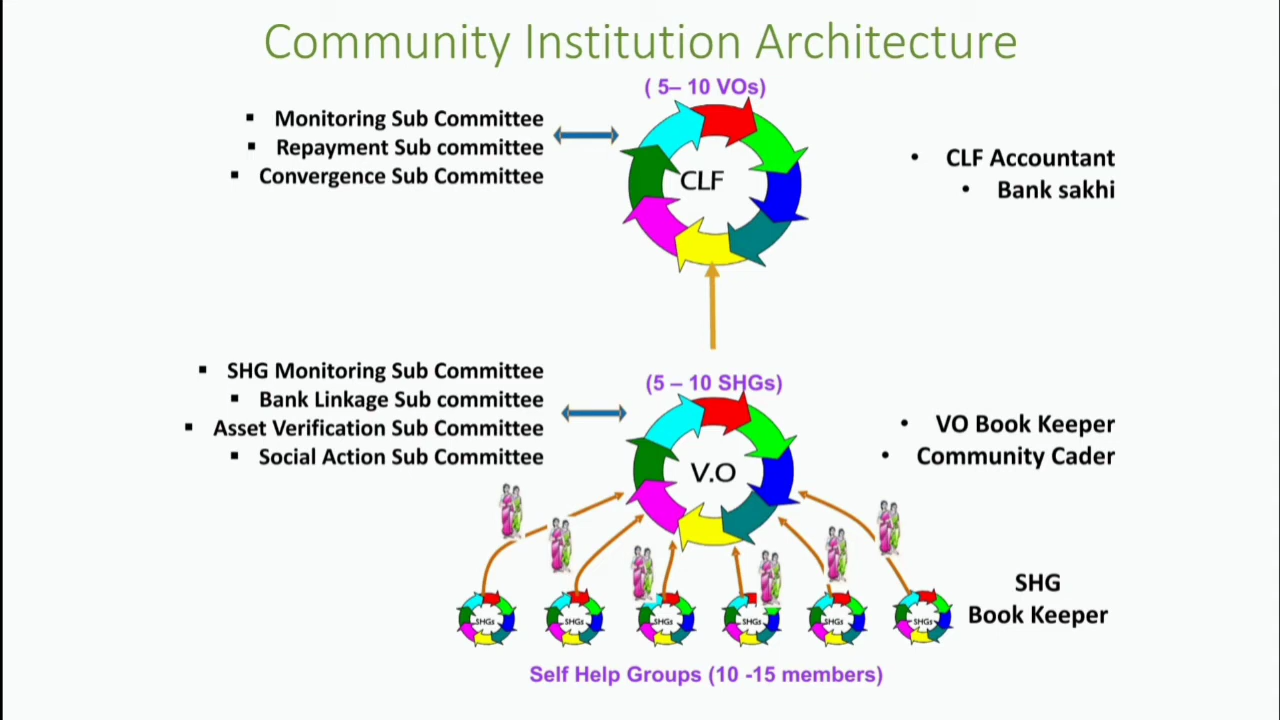 Community Institution Architecture
( 5– 10 VOs)
▪ Monitoring Sub Committee
▪ Repayment Sub committee
▪ Convergence Sub Committee
CLF
• CLF Accountant
• Bank sakhi
▪ SHG Monitoring Sub Committee
▪ Bank Linkage Sub committee
▪ Asset Verification Sub Committee
▪ Social Action Sub Committee
(5 – 10 SHGs)
V.O
• VO Book Keeper
• Community Cader
SHGs
SHGs
SHGs
SHGs
SHGs
SHGs
SHG
Book Keeper
Self Help Groups (10 -15 members)